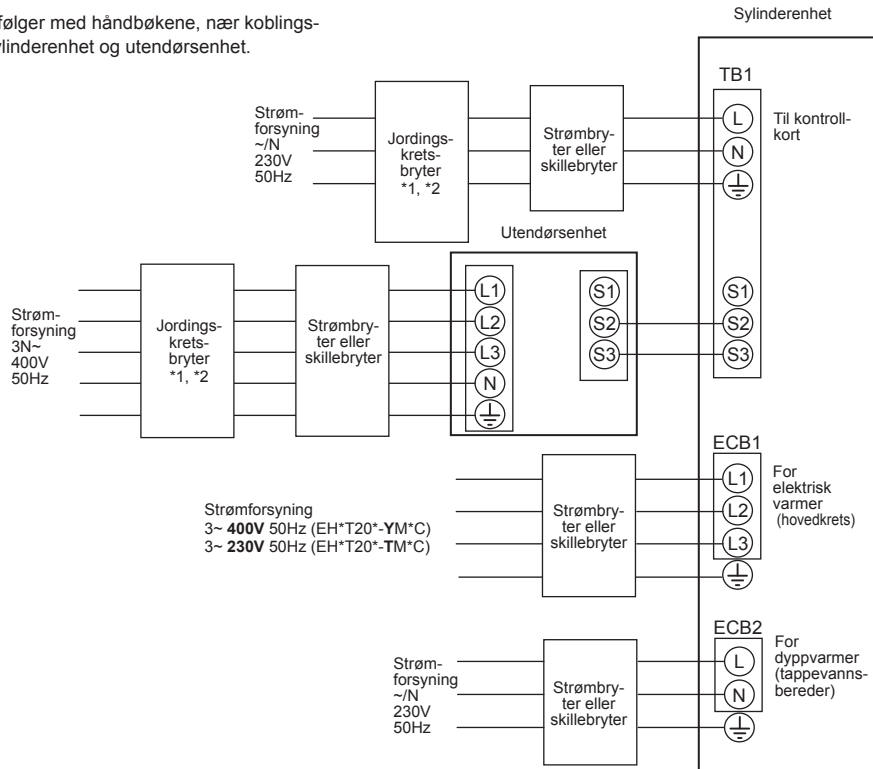 følger med håndbøkene, nær koblings-
ylinderenhet og utendørsenhet.
Sylinderenhet
TB1
Strøm-
forsyning
~/N
230V
50Hz
Jordings-
krets-
bryter
*1, *2
Strømbry-
ter eller
skillebryter
L
N
Til kontroll-
kort
Utendørsenhet
Strøm-
forsyning
3N~
400V
50Hz
Jordings-
krets-
bryter
*1, *2
Strømbry-
ter eller
skillebryter
L1
L2
L3
N
S1
S2
S3
S1
S2
S3
ECB1
Strømforsyning
3~ 400V 50Hz (EH*T20*-YM*C)
3~ 230V 50Hz (EH*T20*-TM*C)
Strømbry-
ter eller
skillebryter
L1
L2
L3
For
elektrisk
varmer
(hovedkrets)
ECB2
Strøm-
forsyning
~/N
230V
50Hz
Strømbry-
ter eller
skillebryter
L
N
For
dyppvarmer
(tappevanns-
bereder)